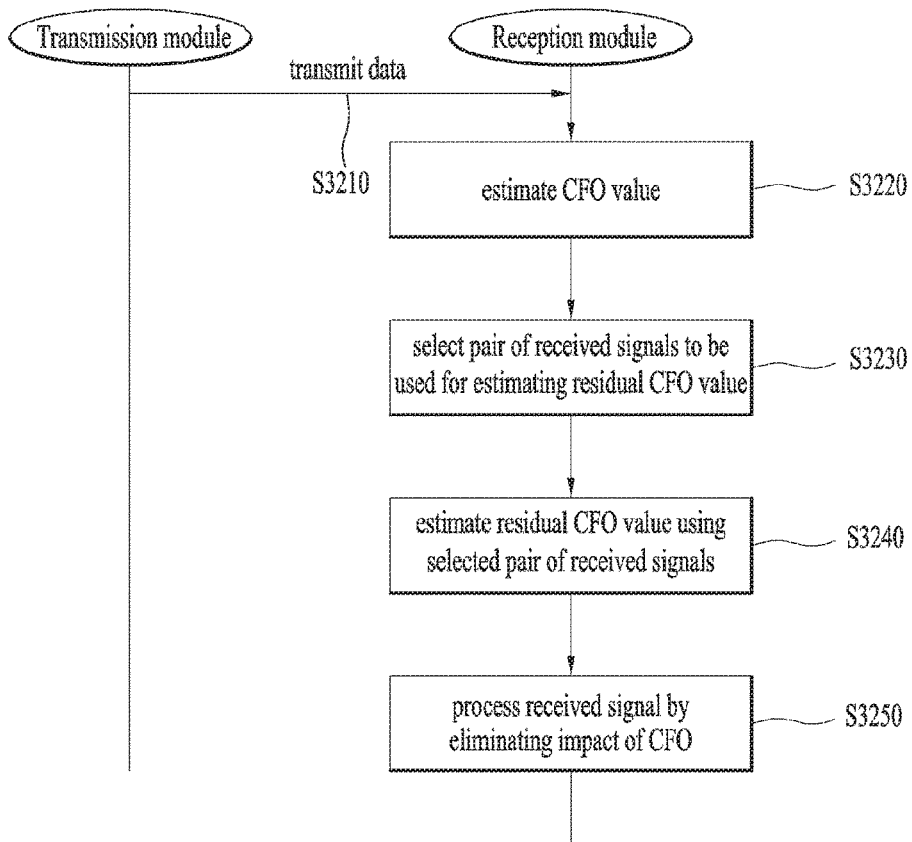 Transmission module
Reception module
transmit data
S3210
estimate CFO value
S3220
select pair of received signals to be
used for estimating residual CFO value
S3230
estimate residual CFO value using
selected pair of received signals
S3240
process received signal by
eliminating impact of CFO
S3250